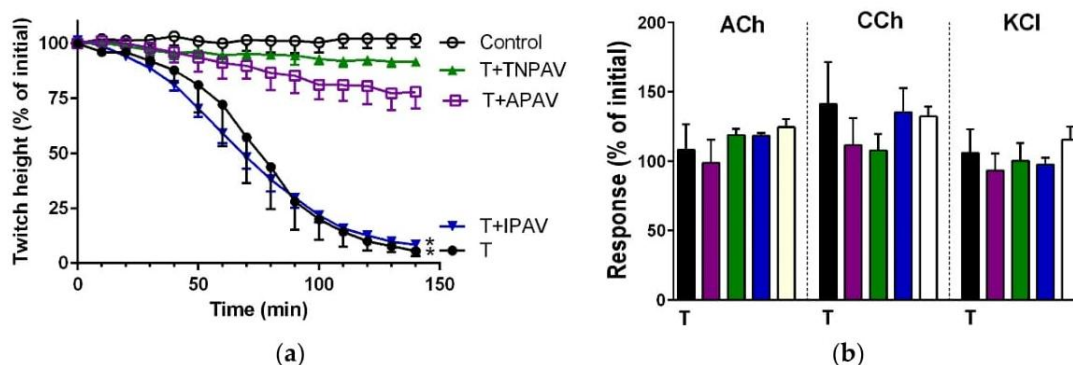 Twitch height (% of initial)
100
75
50
25
0
0
50
100
150
Time (min)
Control
T+TNPAV
T+APAV
T+IPAV
T
*
*
(a)
Response (% of initial)
200
150
100
50
0
ACh
CCh
KCl
T
T
T
(b)